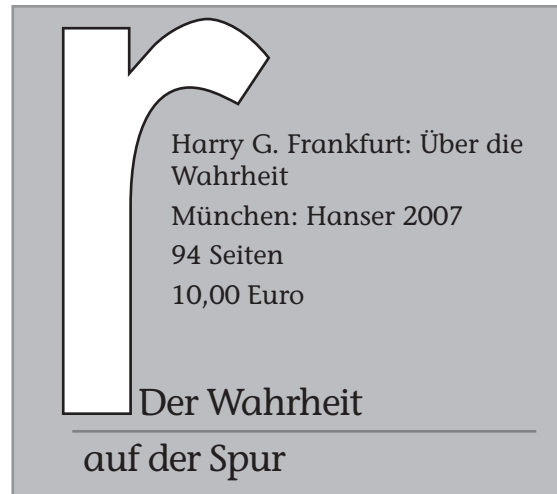 r
Harry G. Frankfurt: Über die
Wahrheit
München: Hanser 2007
94 Seiten
10,00 Euro
Der Wahrheit
auf der Spur